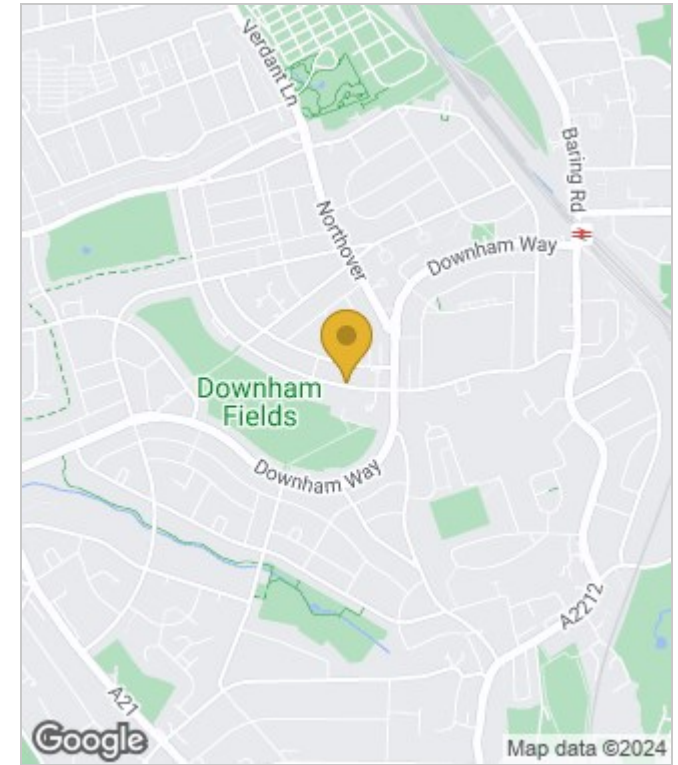 Verdant Ln
Baring Rd
Northover
Downham Way
Downham
Fields
Downham Way
A2212
A21
Google
Map data ©2024